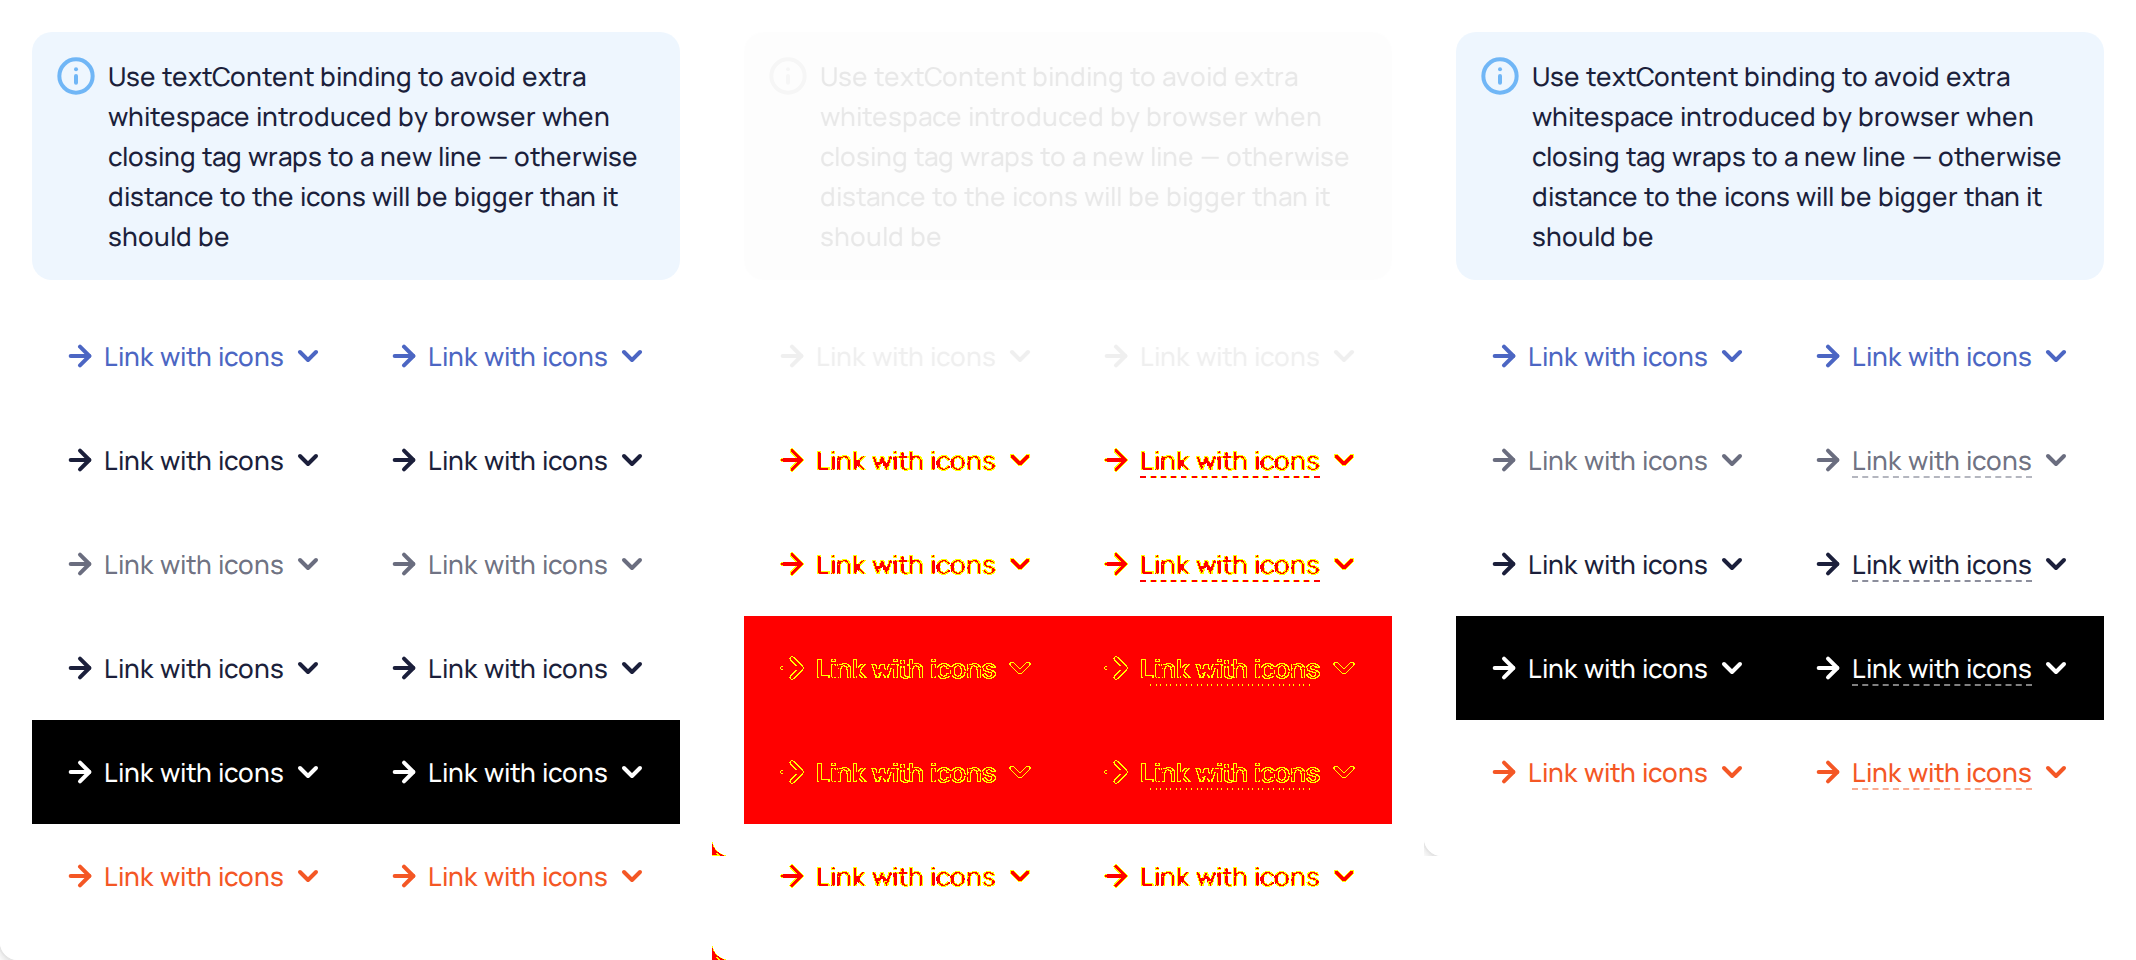 Use textContent binding to avoid extra
whitespace introduced by browser when
closing tag wraps to a new line — otherwise
distance to the icons will be bigger than it
should be
Link with icons Link with icons
Link with icons Link with icons
Link with icons Link with icons
Link with icons Link with icons
Link with icons Link with icons
Link with icons Link with icons
Use textContent binding to avoid extra
whitespace introduced by browser when
closing tag wraps to a new line — otherwise
distance to the icons will be bigger than it
should be
Link with icons Link with icons
Link with icons Link with icons
Link with icons Link with icons
Link with icons Link with icons
Link with icons Link with icons
Link with icons Link with icons
Use textContent binding to avoid extra
whitespace introduced by browser when
closing tag wraps to a new line — otherwise
distance to the icons will be bigger than it
should be
Link with icons Link with icons
Link with icons Link with icons
Link with icons Link with icons
Link with icons Link with icons
Link with icons Link with icons